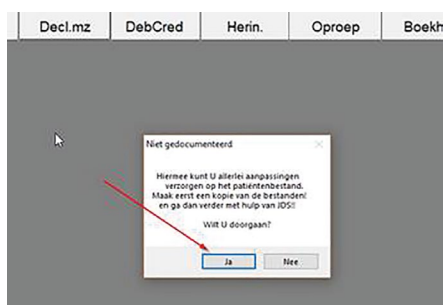 Decl.mz DebCred Herin. Oproep Boekh
Niet gedocumenteerd
Hiermee kunt U allerlei aanpassingen
verzorgen op het patiëntenbestand.
Maak eerst een kopie van de bestanden!
en ga dan verder met hulp van JDS!!
Wilt U doorgaan?
Ja Nee